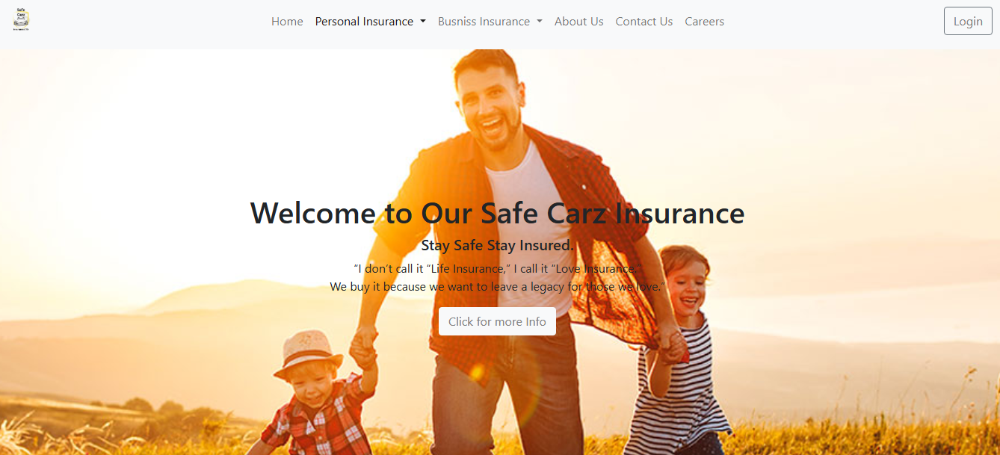 Safe
Carz
Home
Personal Insurance
Busniss Insurance
About Us
Contact Us
Careers
Login
Welcome to Our Safe Carz Insurance
Stay Safe Stay Insured.
“I don’t call it “Life Insurance,” I call it “Love Insurance.”
We buy it because we want to leave a legacy for those we love.”
Click for more Info